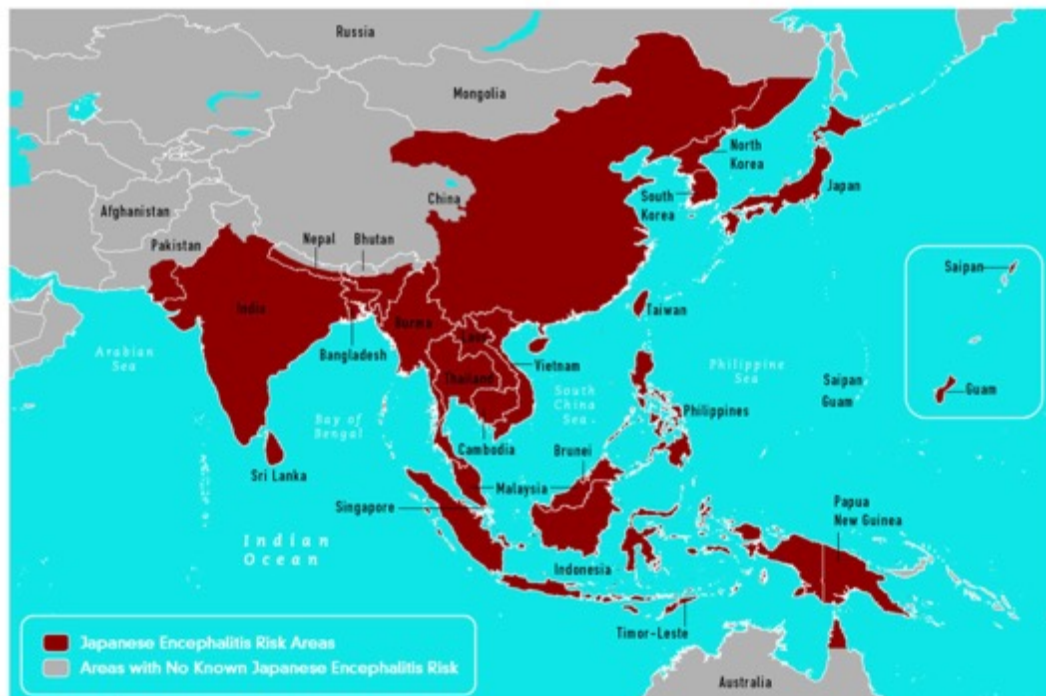 Russia
Mongolia
North
Korea
Afghanistan
China
South
Korea
Japan
Pakistan
Nepal
Bhutan
Saipan
India
Burma
Taiwan
Laos
Arabian
Sea
Bangladesh
Vietnam
Philippine
Sea
Thailand
Saipan
Guam
Guam
South
China
Sea
Bay of
Bengal
Philippines
Cambodia
Brunei
Sri Lanka
Malaysia
Singapore
Papua
New Guinea
Indian
Ocean
Indonesia
Timor-Leste
Japanese Encephalitis Risk Areas
Areas with No Known Japanese Encephalitis Risk
Australia